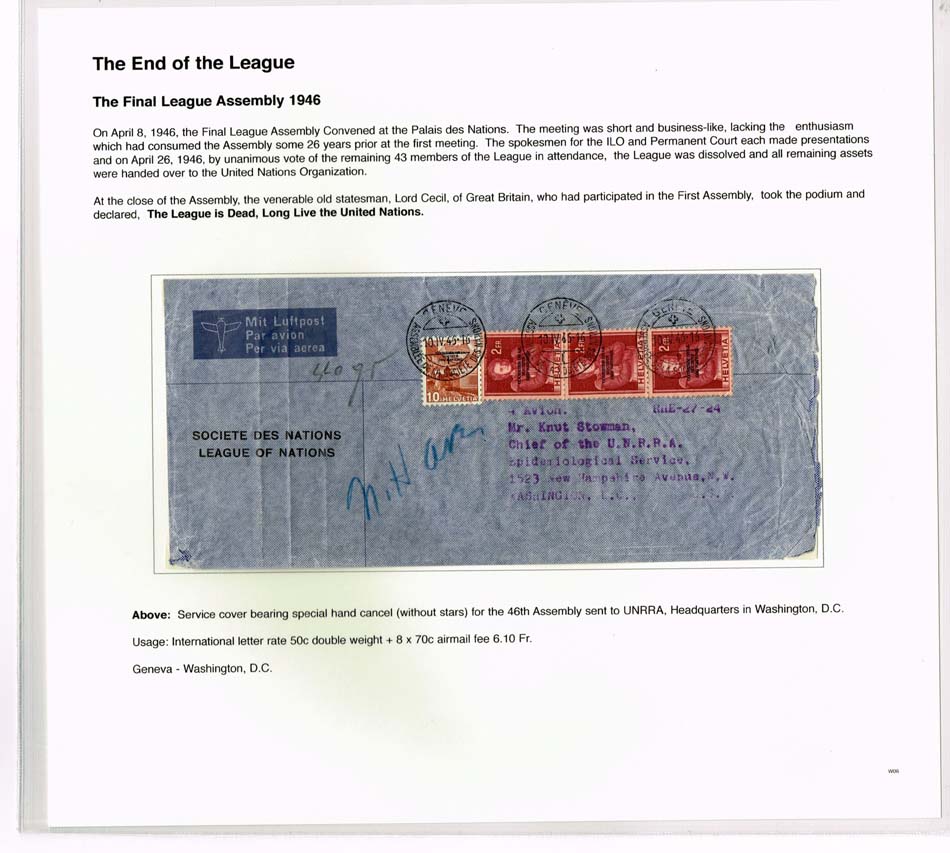 The End of the League
The Final League Assembly 1946
On April 8, 1946, the Final League Assembly Convened at the Palais des Nations. The meeting was short and business-like, lacking the enthusiasm
which had consumed the Assembly some 26 years prior at the first meeting. The spokesmen for the ILO and Permanent Court each made presentations
and on April 26, 1946, by unanimous vote of the remaining 43 members of the League in attendance, the League was dissolved and all remaining assets
were handed over to the United Nations Organization.
At the close of the Assembly, the venerable old statesman, Lord Cecil, of Great Britain, who had participated in the First Assembly, took the podium and
declared, The League is Dead, Long Live the United Nations.
Mit Luftpost
Par avion
Per via aerea
GENÈVE GENÈVE GENÈVE
2 FR. 2 FR. 2 FR.
HELVETIA HELVETIA HELVETIA
10 HELVETIA
SOCIETE DES NATIONS
LEAGUE OF NATIONS
AVION.
Mr. Knut Stowman,
Chief of the U.N.R.R.A.
Epidemiological Service,
1523 New Hampshire Avenue, N.W.
WASHINGTON, D.C.,
Above: Service cover bearing special hand cancel (without stars) for the 46th Assembly sent to UNRRA, Headquarters in Washington, D.C.
Usage: International letter rate 50c double weight + 8 x 70c airmail fee 6.10 Fr.
Geneva - Washington, D.C.
W06